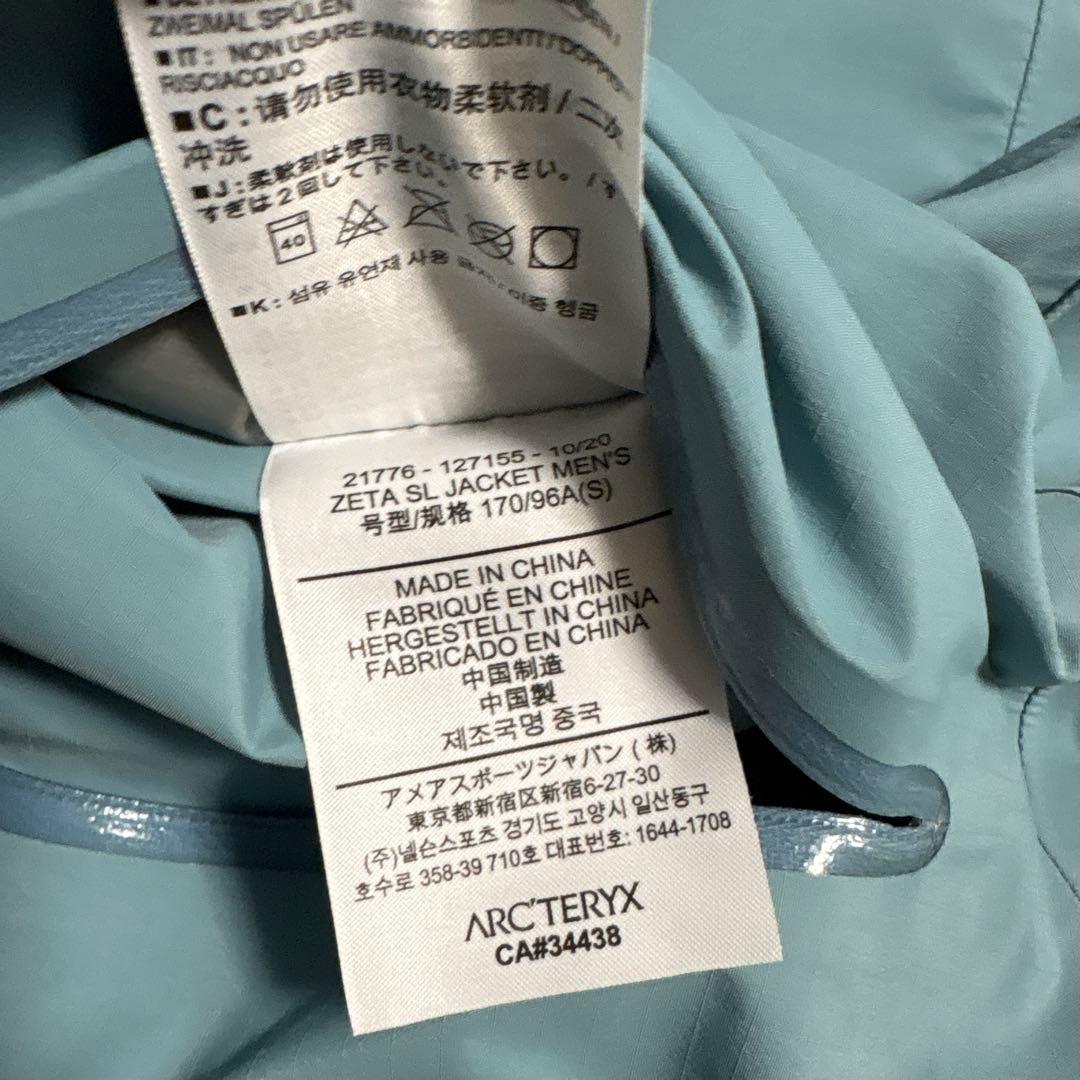 ZWEIMAL SPÜLEN
■IT: NON USARE AMMORBIDENTI / DOPPIO
RISCIACQUO
■C:请勿使用衣物柔软剂/二次
冲洗
■J:柔軟剤は使用しないで下さい。/す
すぎは2回して下さい。
40
■K: 섬유 유연제 사용 금지 / 이중 헹굼
21776 - 127155 - 10/20
ZETA SL JACKET MEN'S
号型/规格 170/96A(S)
MADE IN CHINA
FABRIQUÉ EN CHINE
HERGESTELLT IN CHINA
FABRICADO EN CHINA
中国制造
中国製
제조국명 중국
アメアスポーツジャパン(株)
東京都新宿区新宿6-27-30
(주)넬슨스포츠 경기도 고양시 일산동구
호수로 358-39 710호 대표번호: 1644-1708
ARC'TERYX
CA#34438